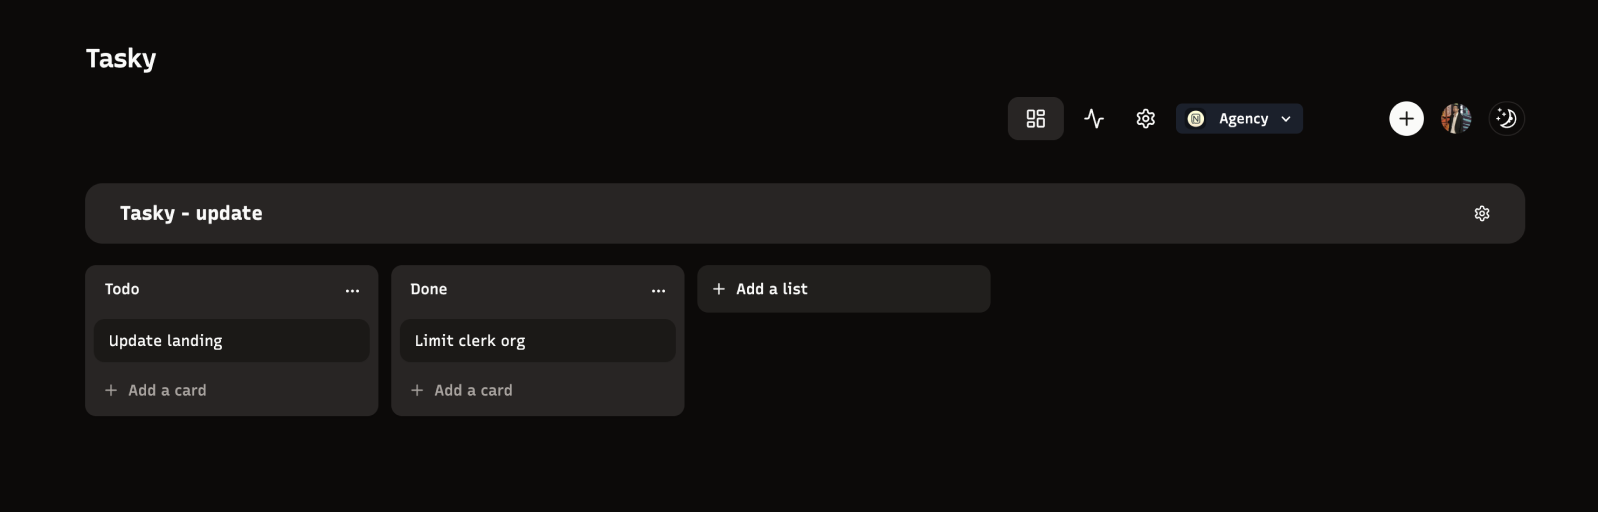 Tasky
Agency
Tasky - update
Todo
Update landing
Add a card
Done
Limit clerk org
Add a card
Add a list